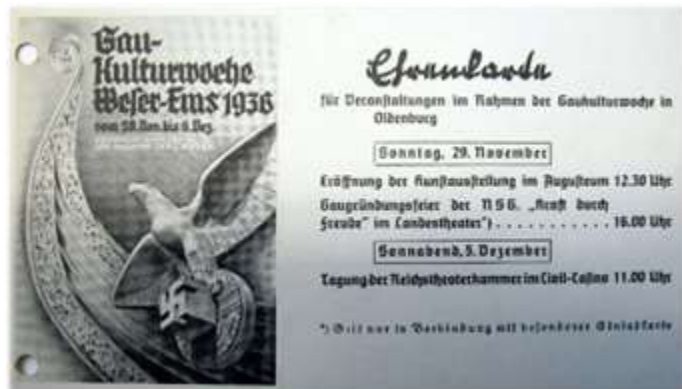 Gau-
Kulturwoche
Weser-Ems 1936
vom 28. Nov. bis 6. Dez.
Ehrenkarte
für Veranstaltungen im Rahmen der Gaukulturwoche in
Oldenburg
Sonntag, 29. November
Eröffnung der Kunstausstellung im Augusteum 12.30 Uhr
Gaugründungsfeier der NSG. „Kraft durch
Freude" im Landestheater*) . . . . . . . . . . . 16.00 Uhr
Sonnabend, 5. Dezember
Tagung der Reichstheaterkammer im Civil-Casino 11.00 Uhr
*) Gilt nur in Verbindung mit besonderer Einlaßkarte